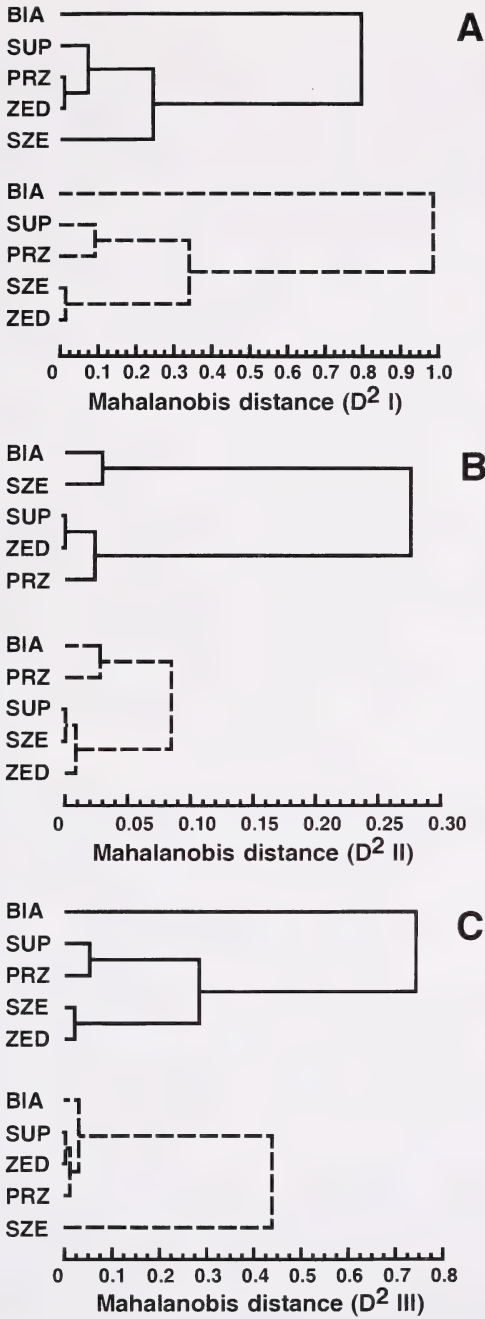 A
BIA
SUP
PRZ
ZED
SZE
BIA
SUP
PRZ
SZE
ZED
0 0.1 0.2 0.3 0.4 0.5 0.6 0.7 0.8 0.9 1.0
Mahalanobis distance (D² I)
B
BIA
SZE
SUP
ZED
PRZ
BIA
PRZ
SUP
SZE
ZED
0 0.05 0.10 0.15 0.20 0.25 0.30
Mahalanobis distance (D² II)
C
BIA
SUP
PRZ
SZE
ZED
BIA
SUP
ZED
PRZ
SZE
0 0.1 0.2 0.3 0.4 0.5 0.6 0.7 0.8
Mahalanobis distance (D² III)